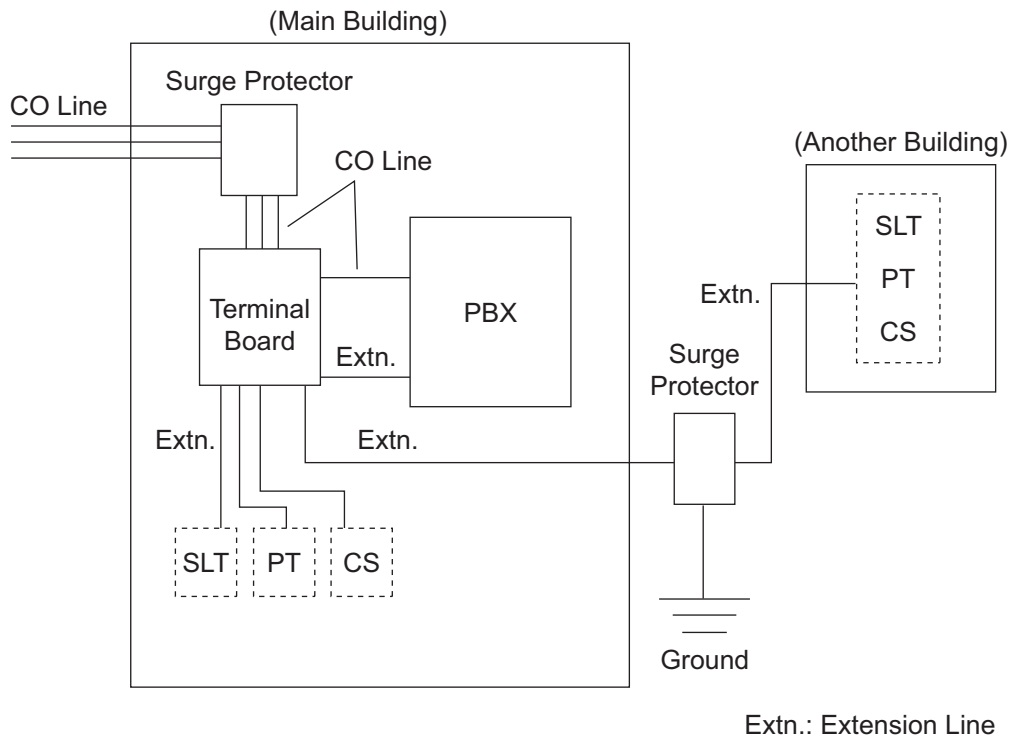 (Main Building)
Surge Protector
CO Line
CO Line
(Another Building)
SLT
PT
CS
Extn.
Terminal
Board
PBX
Extn.
Surge
Protector
Extn.
Extn.
SLT
PT
CS
Ground
Extn.: Extension Line